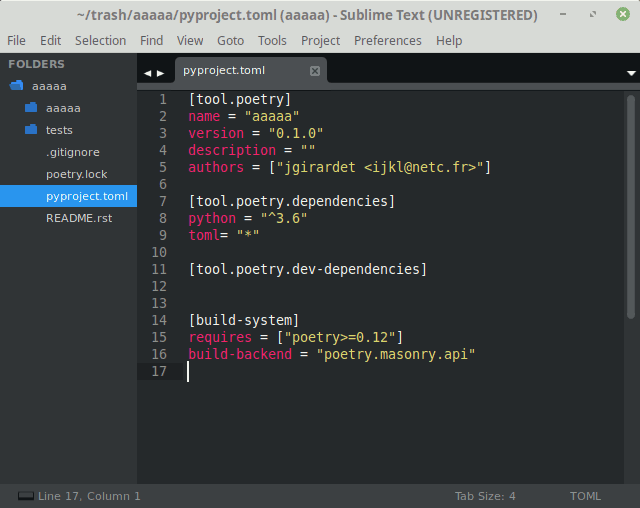 ~/trash/aaaaa/pyproject.toml (aaaaa) - Sublime Text (UNREGISTERED)
File Edit Selection Find View Goto Tools Project Preferences Help
FOLDERS
aaaaa
aaaaa
tests
.gitignore
poetry.lock
pyproject.toml
README.rst
pyproject.toml
1 [tool.poetry]
2 name = "aaaaa"
3 version = "0.1.0"
4 description = ""
5 authors = ["jgirardet <ijkl@netc.fr>"]
6
7 [tool.poetry.dependencies]
8 python = "^3.6"
9 toml= "*"
10
11 [tool.poetry.dev-dependencies]
12
13
14 [build-system]
15 requires = ["poetry>=0.12"]
16 build-backend = "poetry.masonry.api"
17
Line 17, Column 1 Tab Size: 4 TOML